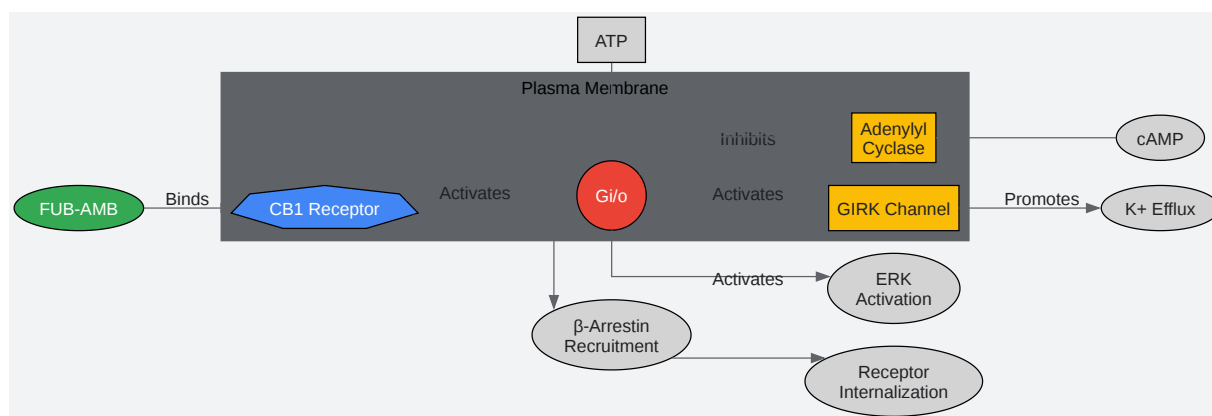 ATP
Plasma Membrane
Inhibits
Adenylyl
Cyclase
cAMP
FUB-AMB
Binds
CB1 Receptor
Activates
Gi/o
Activates
GIRK Channel
Promotes
K+ Efflux
Activates
ERK
Activation
β-Arrestin
Recruitment
Receptor
Internalization